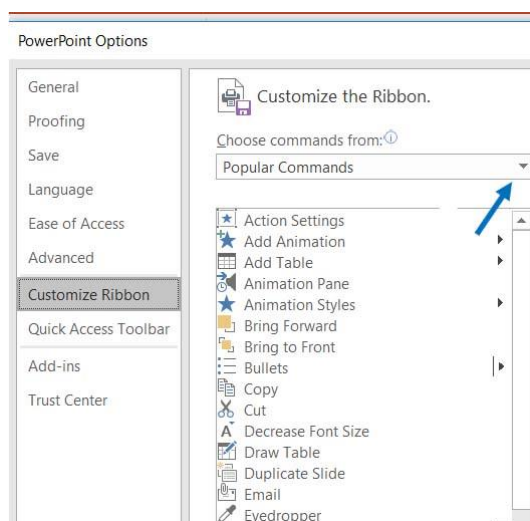 PowerPoint Options
General
Proofing
Save
Language
Ease of Access
Advanced
Customize Ribbon
Quick Access Toolbar
Add-ins
Trust Center
Customize the Ribbon.
Choose commands from:
Popular Commands
Action Settings
Add Animation
Add Table
Animation Pane
Animation Styles
Bring Forward
Bring to Front
Bullets
Copy
Cut
Decrease Font Size
Draw Table
Duplicate Slide
Email
Eyedropper